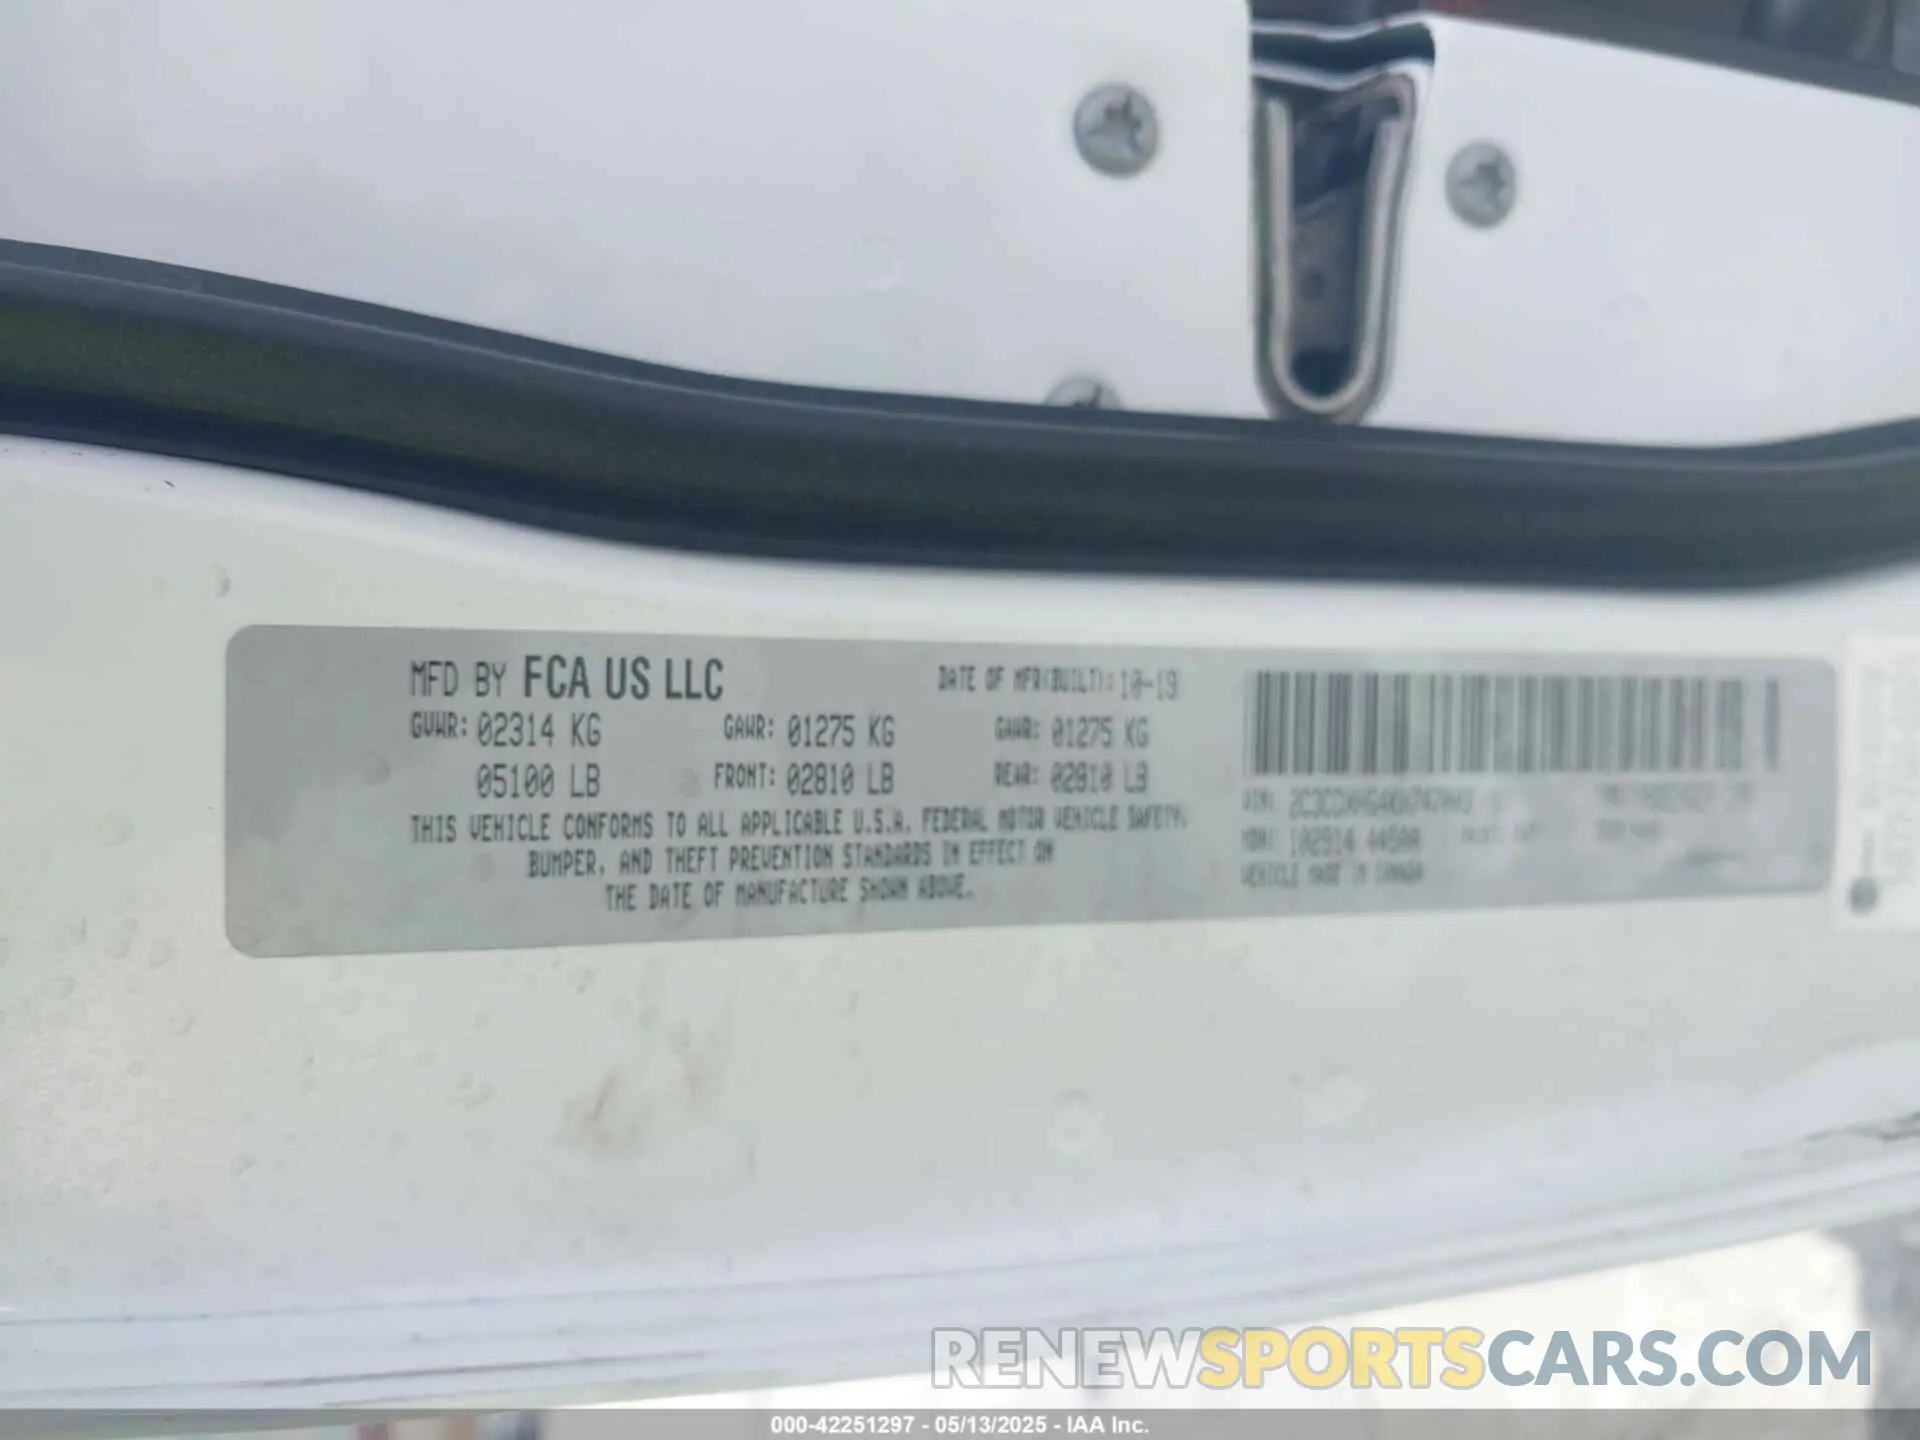 MFD BY FCA US LLC
DATE OF MFR(BUILT): 10-19
GVWR: 02314 KG GAWR: 01275 KG GAWR: 01275 KG
05100 LB FRONT: 02810 LB REAR: 02810 LB
THIS VEHICLE CONFORMS TO ALL APPLICABLE U.S.A. FEDERAL MOTOR VEHICLE SAFETY,
BUMPER, AND THEFT PREVENTION STANDARDS IN EFFECT ON
THE DATE OF MANUFACTURE SHOWN ABOVE.
VIN:
MDH: 102914
VEHICLE MADE IN CANADA
RENEWSPORTSCARS.COM
000-42251297 - 05/13/2025 - IAA Inc.